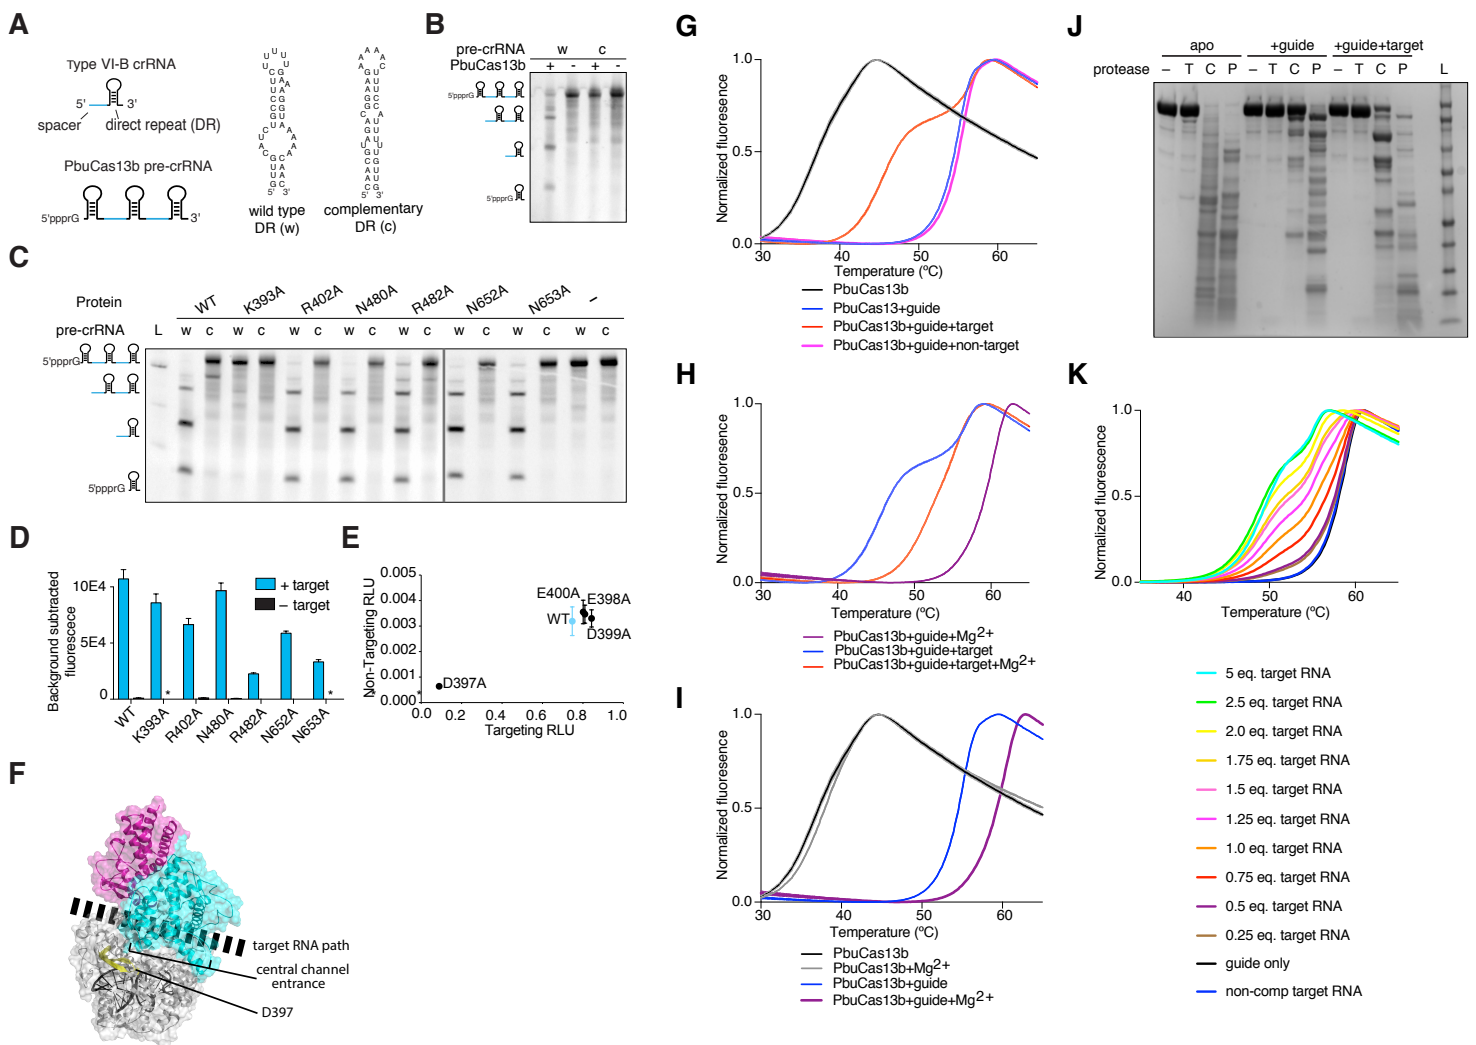 A
Type VI-B crRNA
5'
3'
spacer
direct repeat (DR)
PbuCas13b pre-crRNA
5'pppG
3'
5' 3'
wild type
DR (w)
5' 3'
complementary
DR (c)
B
pre-crRNA w c
PbuCas13b + - + -
5'pppG
5'pppG
C
Protein WT K393A R402A N480A R482A N652A N653A –
pre-crRNA L w c w c w c w c w c w c w c w c
5'pppG
5'pppG
D
Background subtracted
fluorescece
10E4
5E4
0
+ target
– target
*
*
WT K393A R402A N480A R482A N652A N653A
E
Non-Targeting RLU
0.005
0.004
0.003
0.002
0.001
0.000
E400A
E398A
WT
D399A
D397A
*
0.0 0.2 0.4 0.6 0.8 1.0
Targeting RLU
F
target RNA path
central channel
entrance
D397
G
Normalized fluoresence
1.0
0.5
0.0
30 40 50 60
Temperature (ºC)
PbuCas13b
PbuCas13+guide
PbuCas13b+guide+target
PbuCas13b+guide+non-target
H
Normalized fluoresence
1.0
0.5
0.0
30 40 50 60
Temperature (ºC)
PbuCas13b+guide+Mg2+
PbuCas13b+guide+target
PbuCas13b+guide+target+Mg2+
I
Normalized fluoresence
1.0
0.5
0.0
30 40 50 60
Temperature (ºC)
PbuCas13b
PbuCas13b+Mg2+
PbuCas13b+guide
PbuCas13b+guide+Mg2+
J
apo +guide +guide+target
protease – T C P – T C P – T C P L
K
Normalized fluorescence
1.0
0.5
0.0
40 50 60
Temperature (ºC)
5 eq. target RNA
2.5 eq. target RNA
2.0 eq. target RNA
1.75 eq. target RNA
1.5 eq. target RNA
1.25 eq. target RNA
1.0 eq. target RNA
0.75 eq. target RNA
0.5 eq. target RNA
0.25 eq. target RNA
guide only
non-comp target RNA